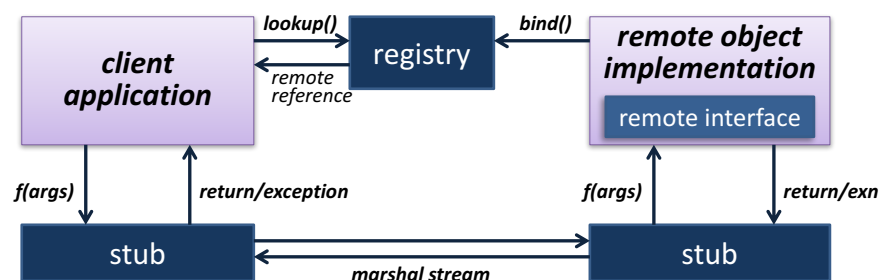 lookup()
bind()
client
application
registry
remote
reference
remote object
implementation
remote interface
f(args)
return/exception
f(args)
return/exn
stub
stub
marshal stream